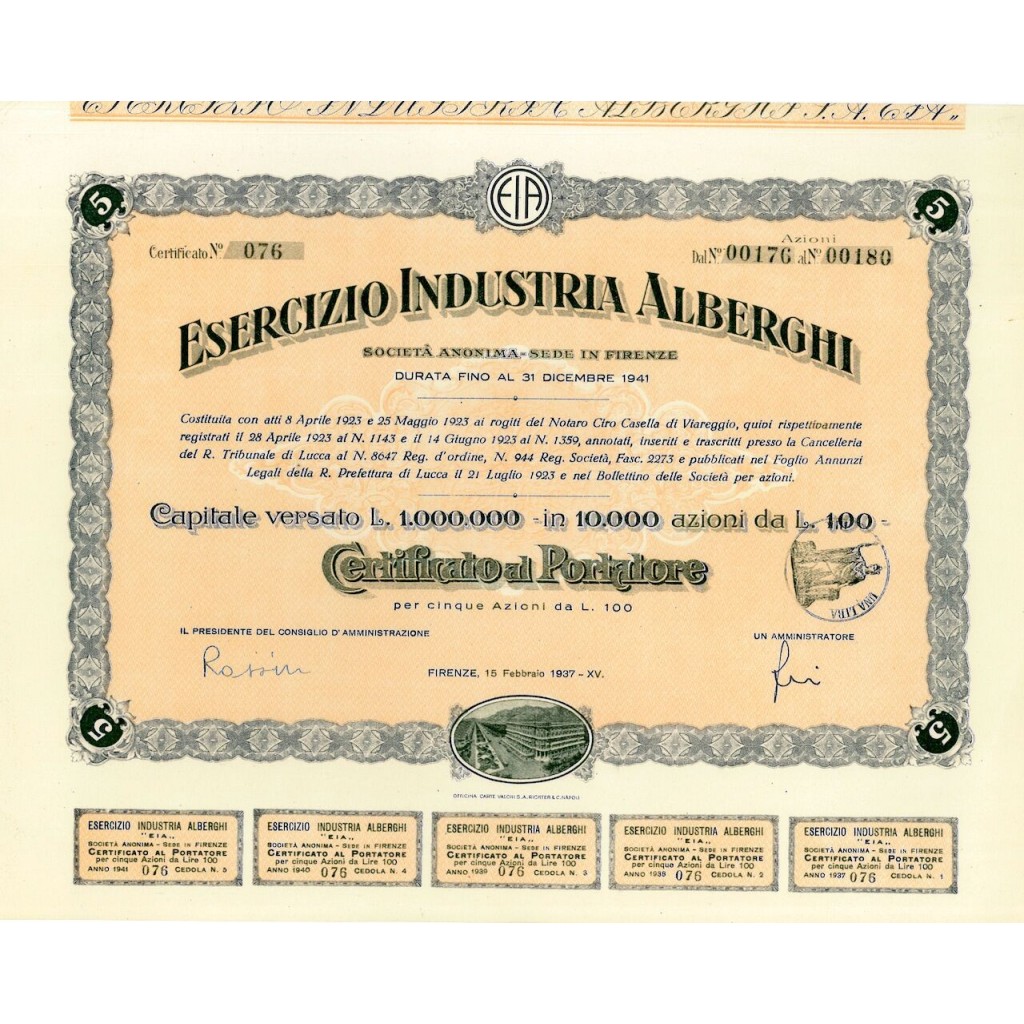 ESERCIZIO INDUSTRIA ALBERGHI S.A. EIA„
EIA
5
5
Certificato N.º 076
Azioni
Dal N.º 00176 al N.º 00180
ESERCIZIO INDUSTRIA ALBERGHI
SOCIETÀ ANONIMA - SEDE IN FIRENZE
DURATA FINO AL 31 DICEMBRE 1941
Costituita con atti 8 Aprile 1923 e 25 Maggio 1923 ai rogiti del Notaro Ciro Casella di Viareggio, quivi rispettivamente
registrati il 28 Aprile 1923 al N. 1143 e il 14 Giugno 1923 al N. 1359, annotati, inseriti e trascritti presso la Cancelleria
del R. Tribunale di Lucca al N. 8647 Reg. d'ordine, N. 944 Reg. Società, Fasc. 2273 e pubblicati nel Foglio Annunzi
Legali della R. Prefettura di Lucca il 21 Luglio 1923 e nel Bollettino delle Società per azioni.
Capitale versato L. 1.000.000 - in 10.000 azioni da L. 100 -
Certificato al Portatore
per cinque Azioni da L. 100
UNA LIRA
IL PRESIDENTE DEL CONSIGLIO D'AMMINISTRAZIONE
UN AMMINISTRATORE
FIRENZE, 15 Febbraio 1937 - XV.
5
5
OFFICINA CARTE VALORI S.A. RICHTER & C. NAPOLI
ESERCIZIO INDUSTRIA ALBERGHI
"EIA„
SOCIETÀ ANONIMA - SEDE IN FIRENZE
CERTIFICATO AL PORTATORE
per cinque Azioni da Lire 100
ANNO 1941 076 CEDOLA N. 5
ESERCIZIO INDUSTRIA ALBERGHI
"EIA„
SOCIETÀ ANONIMA - SEDE IN FIRENZE
CERTIFICATO AL PORTATORE
per cinque Azioni da Lire 100
ANNO 1940 076 CEDOLA N. 4
ESERCIZIO INDUSTRIA ALBERGHI
"EIA„
SOCIETÀ ANONIMA - SEDE IN FIRENZE
CERTIFICATO AL PORTATORE
per cinque Azioni da Lire 100
ANNO 1939 076 CEDOLA N. 3
ESERCIZIO INDUSTRIA ALBERGHI
"EIA„
SOCIETÀ ANONIMA - SEDE IN FIRENZE
CERTIFICATO AL PORTATORE
per cinque Azioni da Lire 100
ANNO 1938 076 CEDOLA N. 2
ESERCIZIO INDUSTRIA ALBERGHI
"EIA„
SOCIETÀ ANONIMA - SEDE IN FIRENZE
CERTIFICATO AL PORTATORE
per cinque Azioni da Lire 100
ANNO 1937 076 CEDOLA N. 1